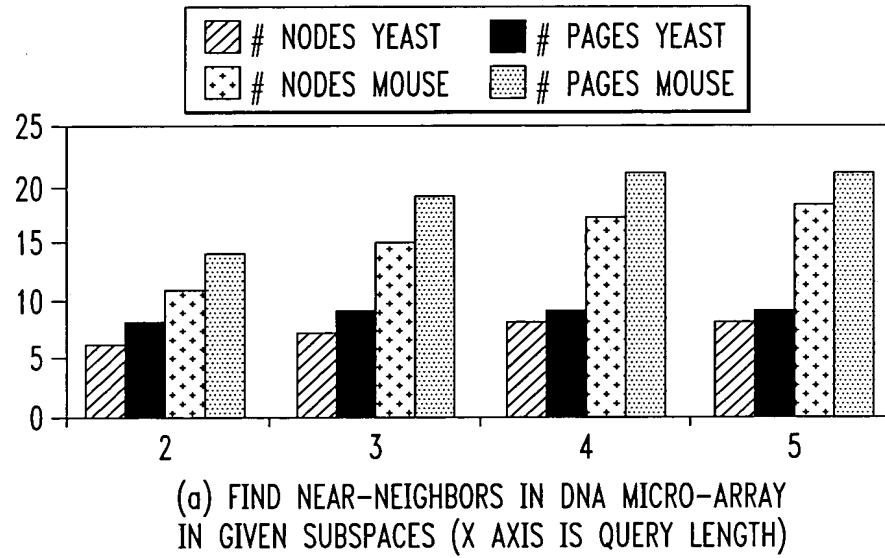 # NODES YEAST
# PAGES YEAST
# NODES MOUSE
# PAGES MOUSE
25
20
15
10
5
0
2
3
4
5
(a) FIND NEAR-NEIGHBORS IN DNA MICRO-ARRAY
IN GIVEN SUBSPACES (X AXIS IS QUERY LENGTH)